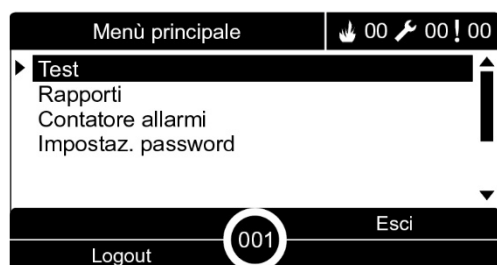 Menù principale 00 00 ! 00
Test
Rapporti
Contatore allarmi
Impostaz. password
Esci
001
Logout